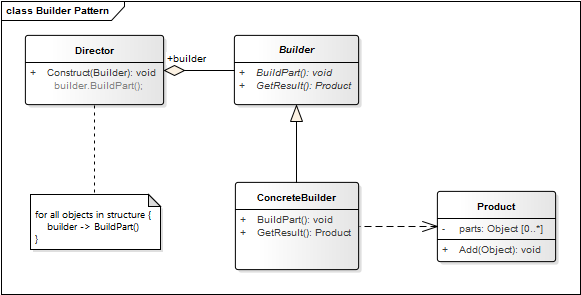 class Builder Pattern
Director
+ Construct(Builder): void
builder.BuildPart();
+builder
Builder
+ BuildPart(): void
+ GetResult(): Product
for all objects in structure {
builder -> BuildPart()
}
ConcreteBuilder
+ BuildPart(): void
+ GetResult(): Product
Product
- parts: Object [0..*]
+ Add(Object): void